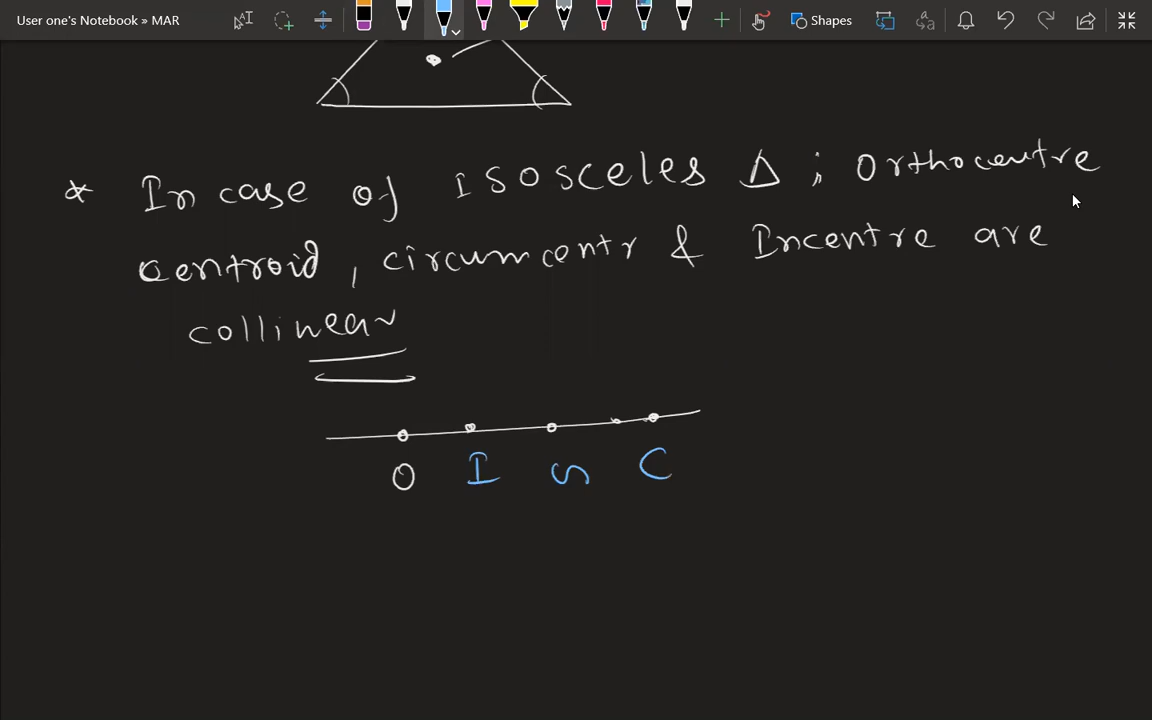 User one's Notebook » MAR
Shapes
* In case of isosceles Δ ; orthocentre
centroid, circumcentr & Incentre are
collinear
O I G C